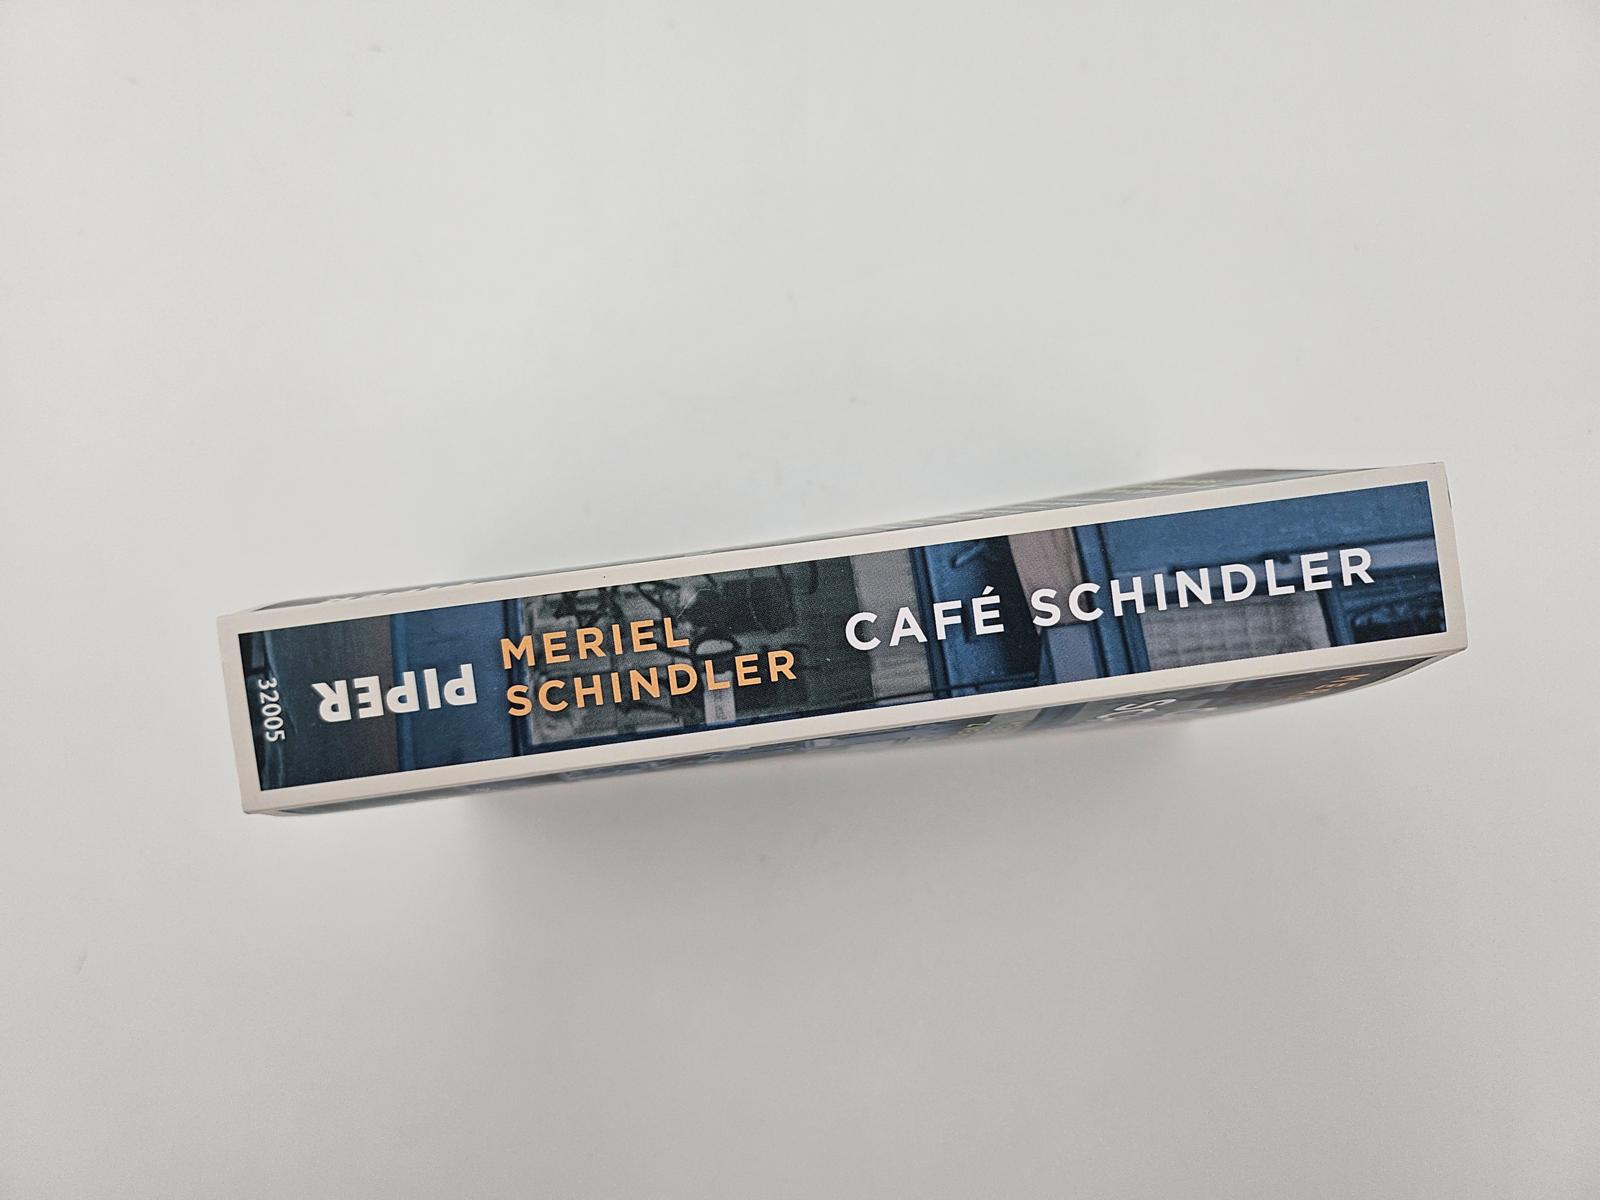 32005
PIPER
MERIEL
SCHINDLER
CAFÉ SCHINDLER